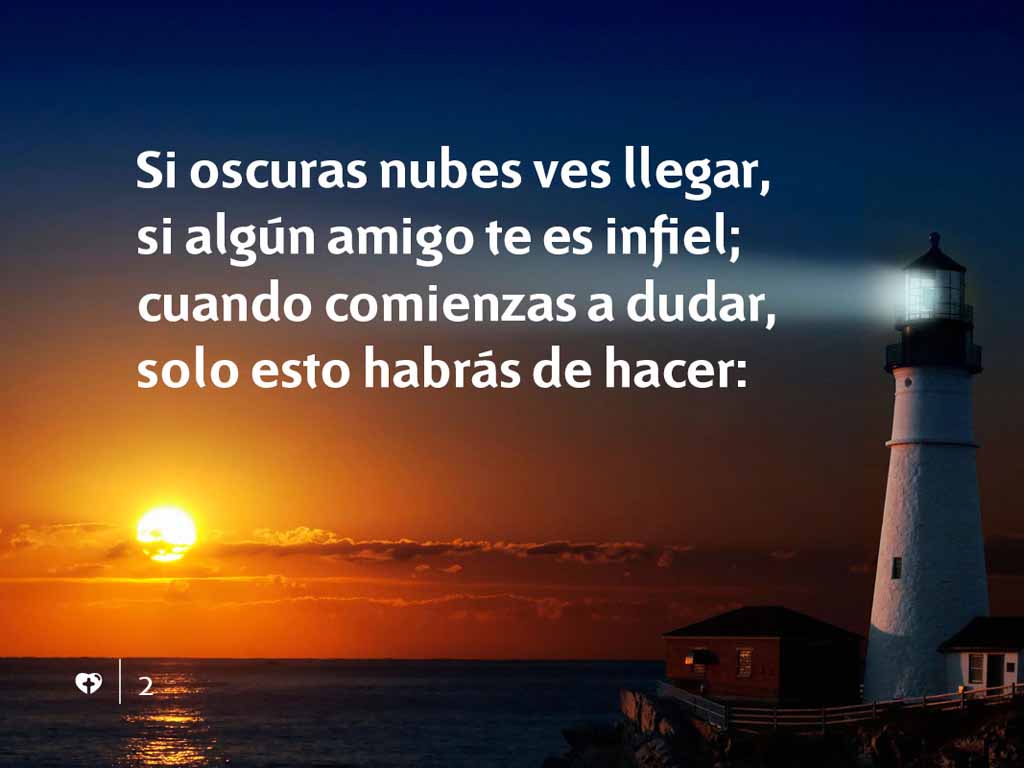 Si oscuras nubes ves llegar,
si algún amigo te es infiel;
cuando comienzas a dudar,
solo esto habrás de hacer:
2